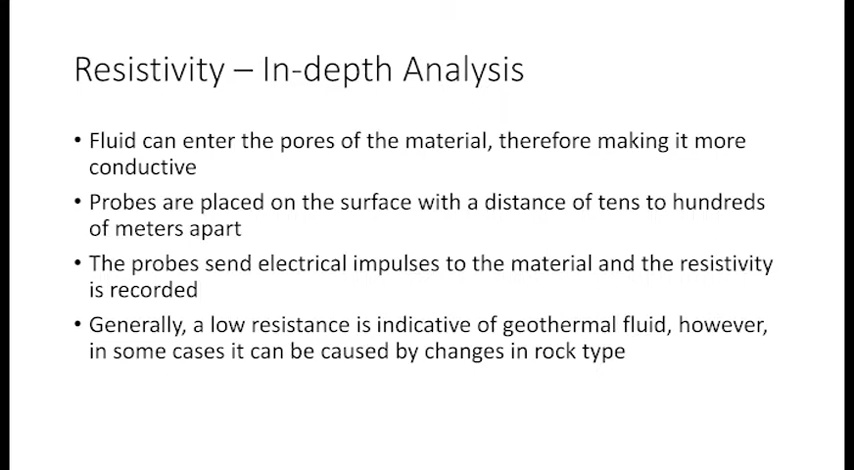 Resistivity – In-depth Analysis
• Fluid can enter the pores of the material, therefore making it more
conductive
• Probes are placed on the surface with a distance of tens to hundreds
of meters apart
• The probes send electrical impulses to the material and the resistivity
is recorded
• Generally, a low resistance is indicative of geothermal fluid, however,
in some cases it can be caused by changes in rock type